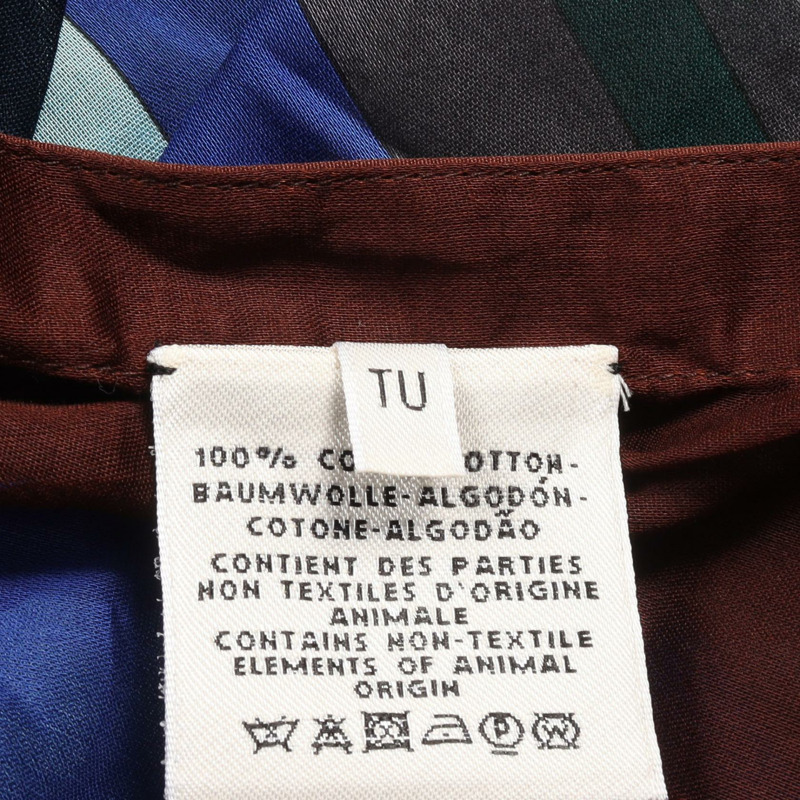 TU
100% CO OTTON-
BAUMWOLLE-ALGODÓN-
COTONE-ALGODÃO
CONTIENT DES PARTIES
NON TEXTILES D'ORIGINE
ANIMALE
CONTAINS NON-TEXTILE
ELEMENTS OF ANIMAL
ORIGIN